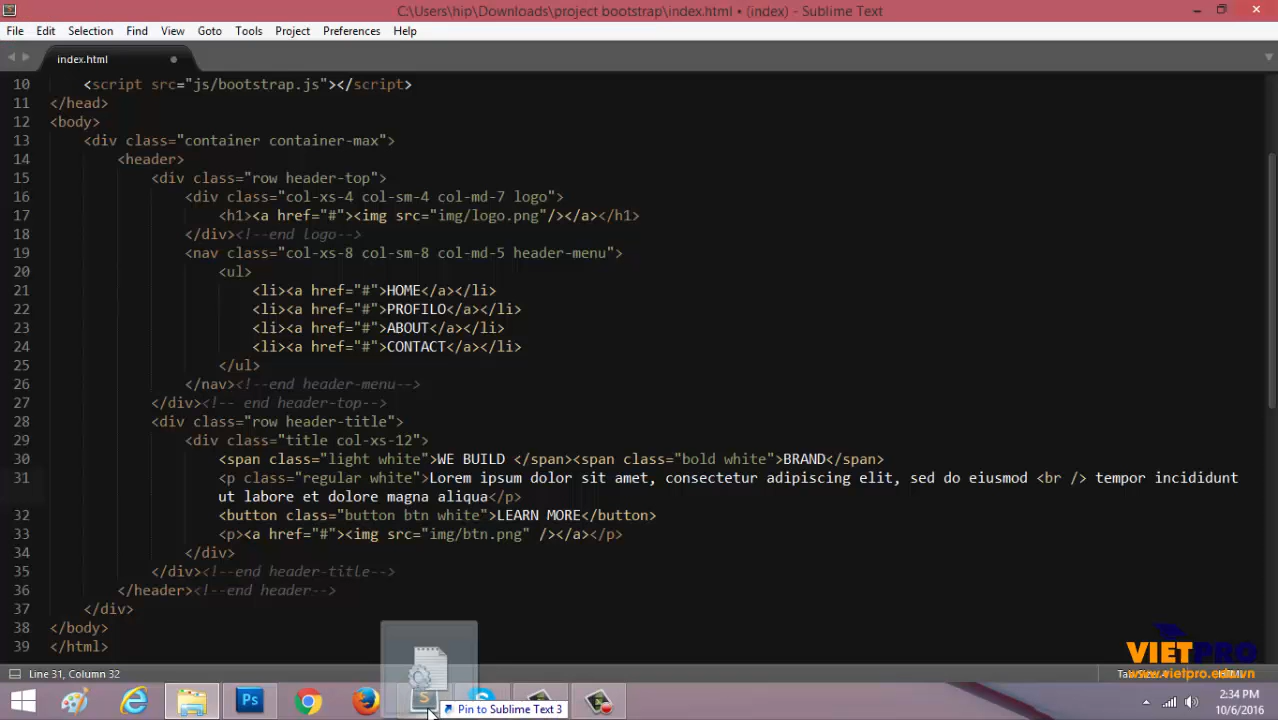 C:\Users\hip\Downloads\project bootstrap\index.html • (index) - Sublime Text
File Edit Selection Find View Goto Tools Project Preferences Help
index.html
10 <script src="js/bootstrap.js"></script>
11 </head>
12 <body>
13 <div class="container container-max">
14 <header>
15 <div class="row header-top">
16 <div class="col-xs-4 col-sm-4 col-md-7 logo">
17 <h1><a href="#"><img src="img/logo.png"/></a></h1>
18 </div><!--end logo-->
19 <nav class="col-xs-8 col-sm-8 col-md-5 header-menu">
20 <ul>
21 <li><a href="#">HOME</a></li>
22 <li><a href="#">PROFILO</a></li>
23 <li><a href="#">ABOUT</a></li>
24 <li><a href="#">CONTACT</a></li>
25 </ul>
26 </nav><!--end header-menu-->
27 </div><!-- end header-top-->
28 <div class="row header-title">
29 <div class="title col-xs-12">
30 <span class="light white">WE BUILD </span><span class="bold white">BRAND</span>
31 <p class="regular white">Lorem ipsum dolor sit amet, consectetur adipiscing elit, sed do eiusmod <br /> tempor incididunt
ut labore et dolore magna aliqua</p>
32 <button class="button btn white">LEARN MORE</button>
33 <p><a href="#"><img src="img/btn.png" /></a></p>
34 </div>
35 </div><!--end header-title-->
36 </header><!--end header-->
37 </div>
38 </body>
39 </html>
VIETPRO
www.vietpro.edu.vn
Line 31, Column 32
Ps
S
Pin to Sublime Text 3
2:34 PM
10/6/2016